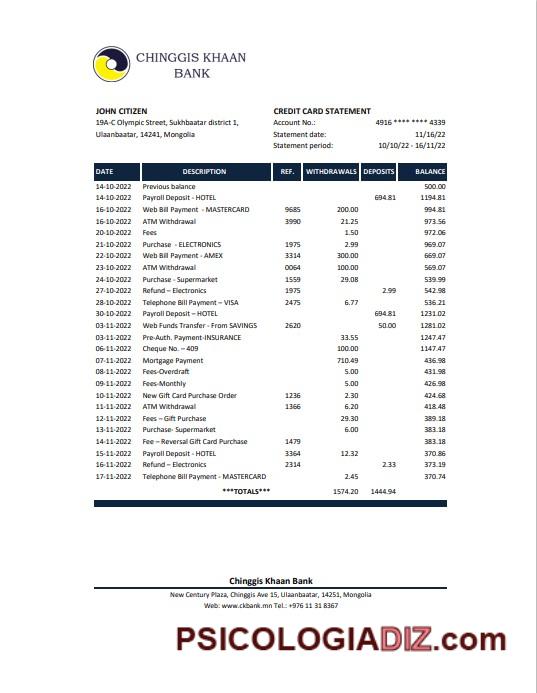 CHINGGIS KHAAN
BANK
JOHN CITIZEN
19A-C Olympic Street, Sukhbaatar district 1,
Ulaanbaatar, 14241, Mongolia
CREDIT CARD STATEMENT
Account No.: 4916 **** **** 4339
Statement date: 11/16/22
Statement period: 10/10/22 - 16/11/22
DATE DESCRIPTION REF. WITHDRAWALS DEPOSITS BALANCE
14-10-2022 Previous balance 500.00
14-10-2022 Payroll Deposit - HOTEL 694.81 1194.81
16-10-2022 Web Bill Payment - MASTERCARD 9685 200.00 994.81
16-10-2022 ATM Withdrawal 3990 21.25 973.56
20-10-2022 Fees 1.50 972.06
21-10-2022 Purchase - ELECTRONICS 1975 2.99 969.07
22-10-2022 Web Bill Payment - AMEX 3314 300.00 669.07
23-10-2022 ATM Withdrawal 0064 100.00 569.07
24-10-2022 Purchase - Supermarket 1559 29.08 539.99
27-10-2022 Refund – Electronics 1975 2.99 542.98
28-10-2022 Telephone Bill Payment – VISA 2475 6.77 536.21
30-10-2022 Payroll Deposit – HOTEL 694.81 1231.02
03-11-2022 Web Funds Transfer - From SAVINGS 2620 50.00 1281.02
03-11-2022 Pre-Auth. Payment-INSURANCE 33.55 1247.47
06-11-2022 Cheque No. – 409 100.00 1147.47
07-11-2022 Mortgage Payment 710.49 436.98
08-11-2022 Fees-Overdraft 5.00 431.98
09-11-2022 Fees-Monthly 5.00 426.98
10-11-2022 New Gift Card Purchase Order 1236 2.30 424.68
11-11-2022 ATM Withdrawal 1366 6.20 418.48
12-11-2022 Fees – Gift Purchase 29.30 389.18
13-11-2022 Purchase- Supermarket 6.00 383.18
14-11-2022 Fee – Reversal Gift Card Purchase 1479 383.18
15-11-2022 Payroll Deposit - HOTEL 3364 12.32 370.86
16-11-2022 Refund – Electronics 2314 2.33 373.19
17-11-2022 Telephone Bill Payment - MASTERCARD 2.45 370.74
***TOTALS*** 1574.20 1444.94
Chinggis Khaan Bank
New Century Plaza, Chinggis Ave 15, Ulaanbaatar, 14251, Mongolia
Web: www.ckbank.mn Tel.: +976 11 31 8367
PSICOLOGIADIZ.com